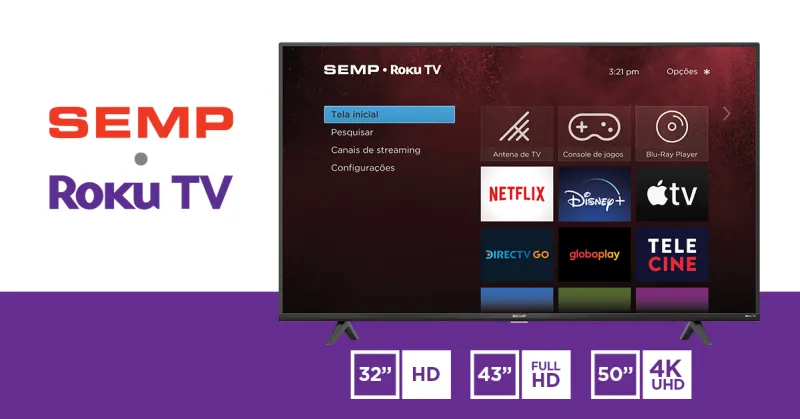 SEMP
Roku TV
SEMP • Roku TV
3:21 pm
Opções *
Tela inicial
Pesquisar
Canais de streaming
Configurações
Antena de TV
Console de jogos
Blu-Ray Player
NETFLIX
Disney+
tv
DIRECTV GO
globoplay
TELE
CINE
SEMP
32” HD
43” FULL
HD
50” 4K
UHD